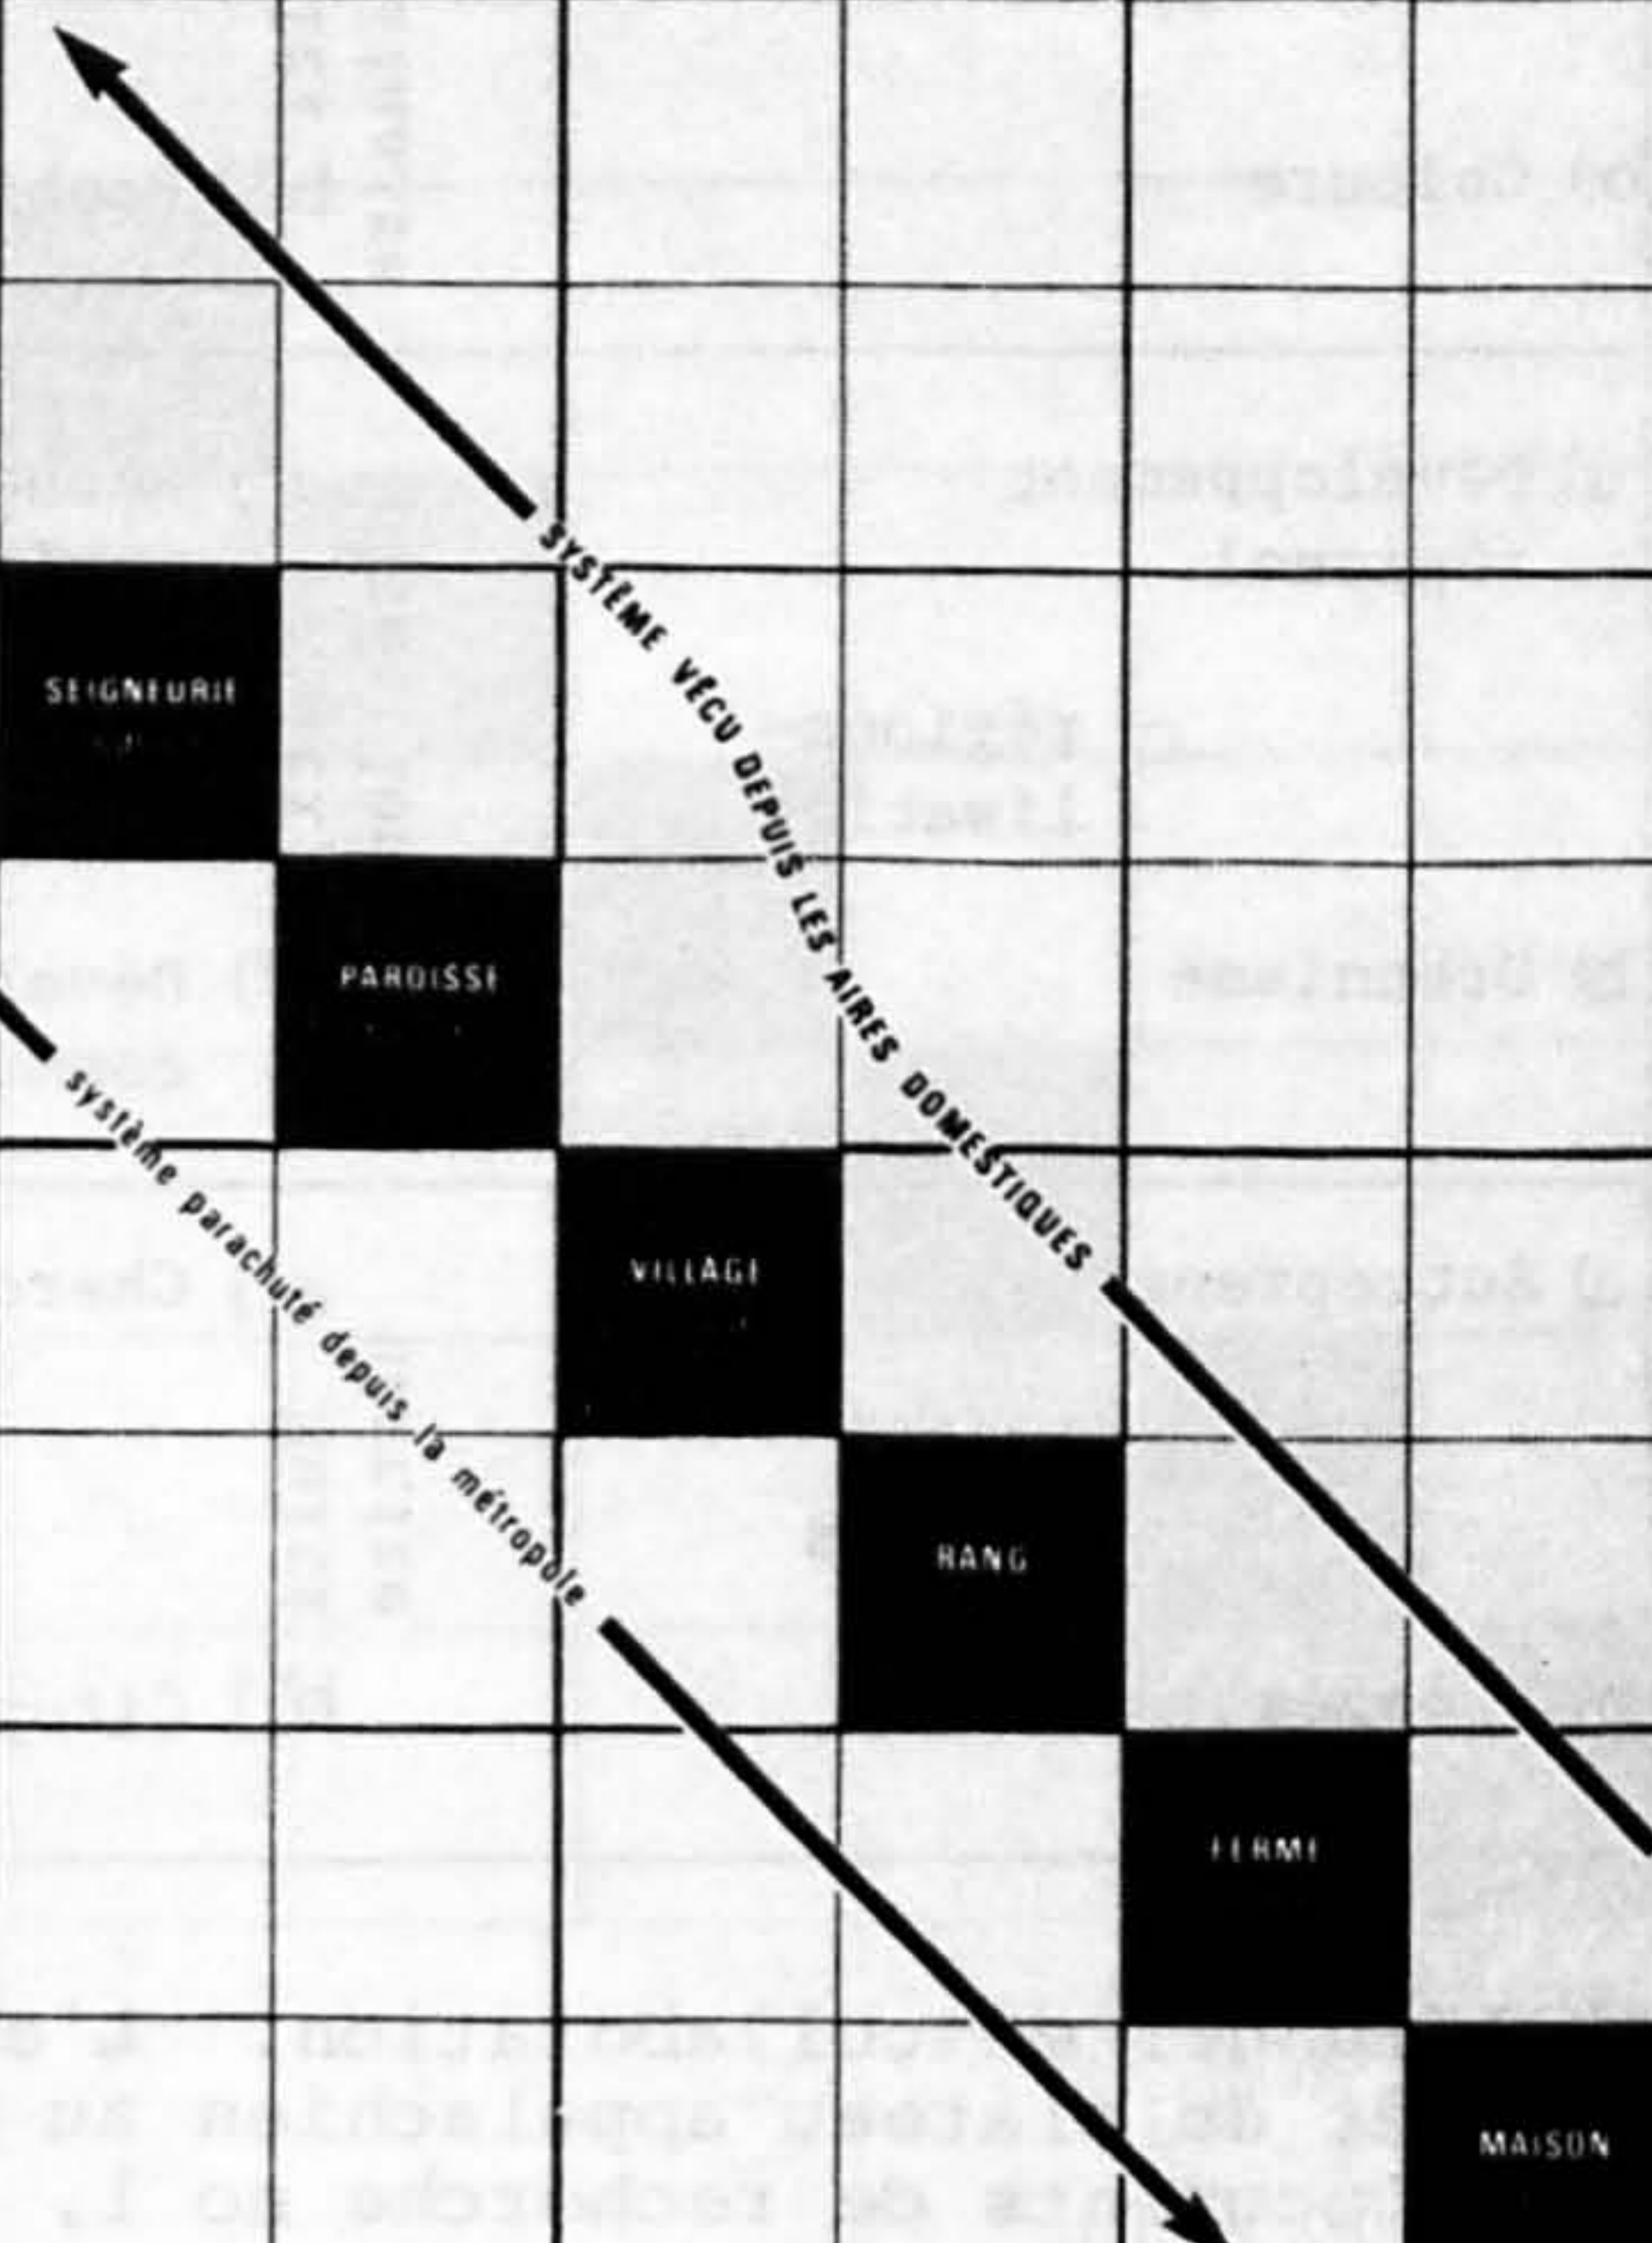 SYSTÈME VÉCU DEPUIS LES AIRES DOMESTIQUES
SEIGNEURIE
PAROISSE
système parachuté depuis la métropole
VILLAGE
RANG
FERME
MAISON